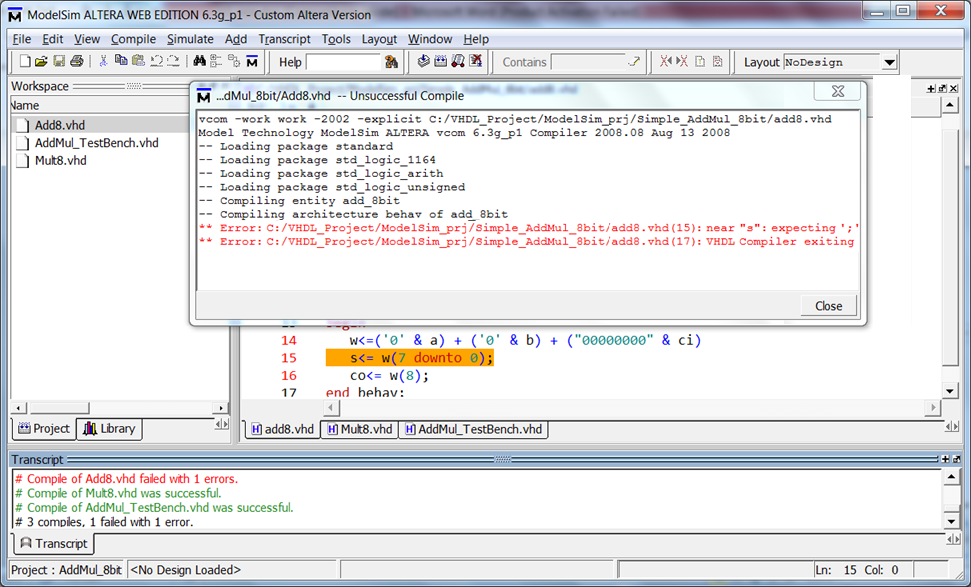 ModelSim ALTERA WEB EDITION 6.3g_p1 - Custom Altera Version
File Edit View Compile Simulate Add Transcript Tools Layout Window Help
Help Contains Layout NoDesign
Workspace
Name
Add8.vhd
AddMul_TestBench.vhd
Mult8.vhd
...dMul_8bit/Add8.vhd -- Unsuccessful Compile
vcom -work work -2002 -explicit C:/VHDL_Project/ModelSim_prj/Simple_AddMul_8bit/add8.vhd
Model Technology ModelSim ALTERA vcom 6.3g_p1 Compiler 2008.08 Aug 13 2008
-- Loading package standard
-- Loading package std_logic_1164
-- Loading package std_logic_arith
-- Loading package std_logic_unsigned
-- Compiling entity add_8bit
-- Compiling architecture behav of add_8bit
** Error: C:/VHDL_Project/ModelSim_prj/Simple_AddMul_8bit/add8.vhd(15): near "s": expecting ';'
** Error: C:/VHDL_Project/ModelSim_prj/Simple_AddMul_8bit/add8.vhd(17): VHDL Compiler exiting
Close
13 begin
14 w<=('0' & a) + ('0' & b) + ("00000000" & ci)
15 s<= w(7 downto 0);
16 co<= w(8);
17 end behav;
Project Library
add8.vhd Mult8.vhd AddMul_TestBench.vhd
Transcript
# Compile of Add8.vhd failed with 1 errors.
# Compile of Mult8.vhd was successful.
# Compile of AddMul_TestBench.vhd was successful.
# 3 compiles, 1 failed with 1 error.
Transcript
Project : AddMul_8bit <No Design Loaded> Ln: 15 Col: 0